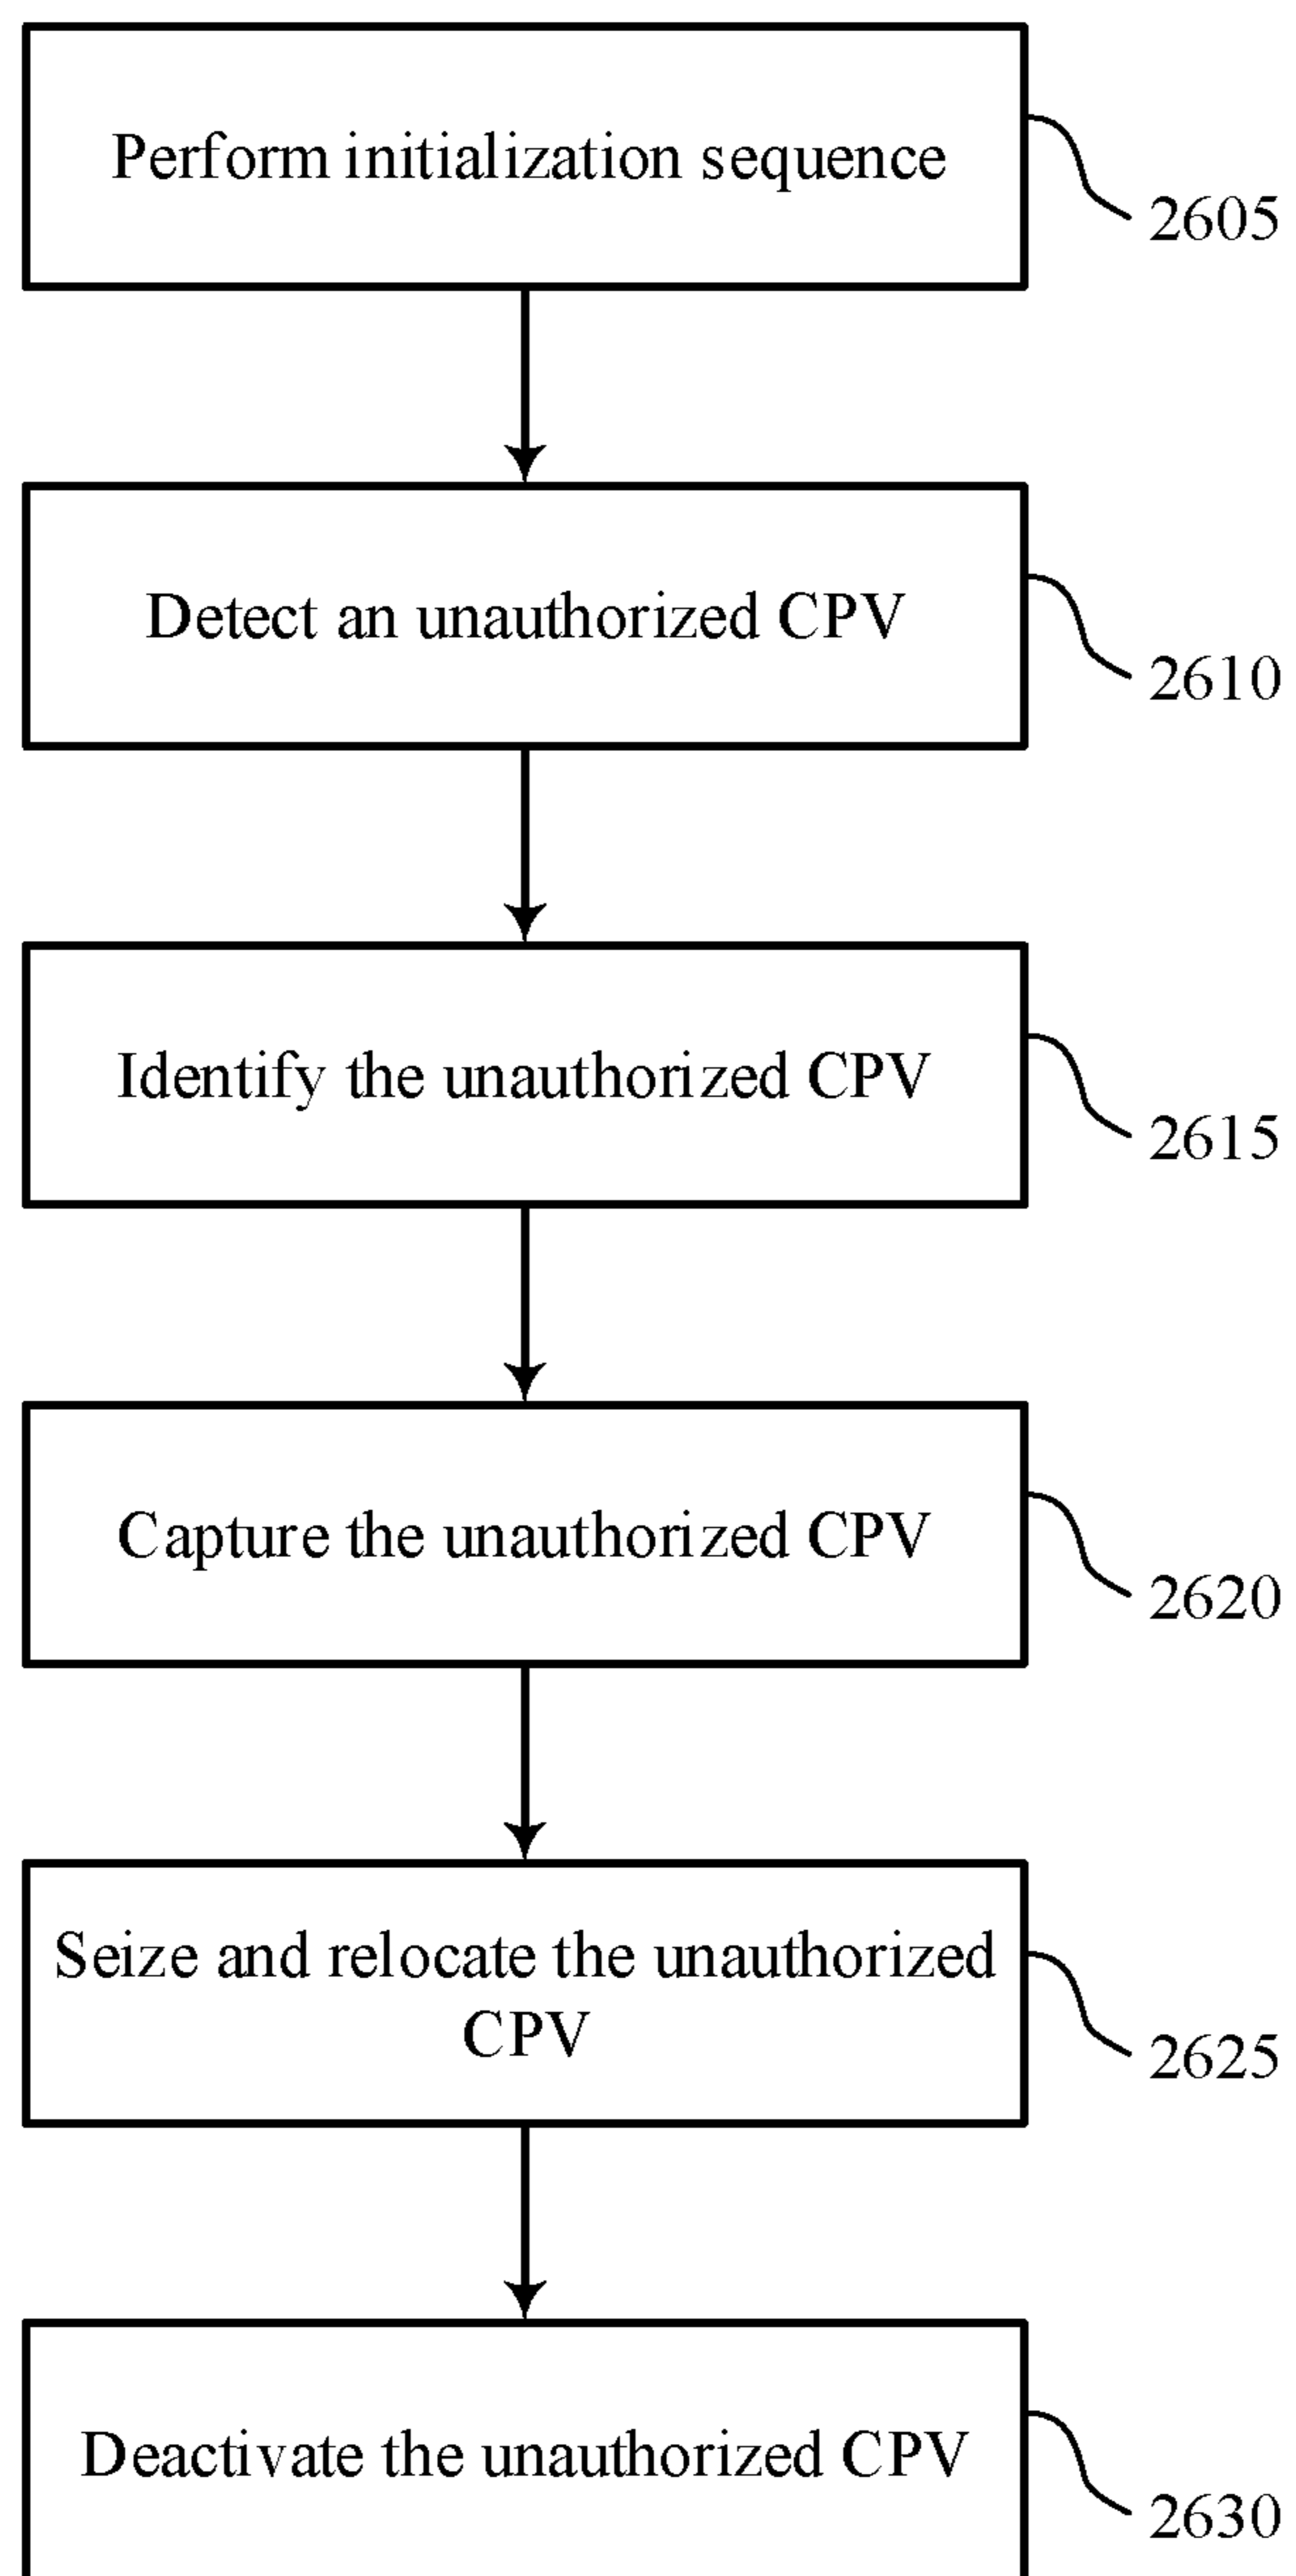 Perform initialization sequence
2605
Detect an unauthorized CPV
2610
Identify the unauthorized CPV
2615
Capture the unauthorized CPV
2620
Seize and relocate the unauthorized
CPV
2625
Deactivate the unauthorized CPV
2630